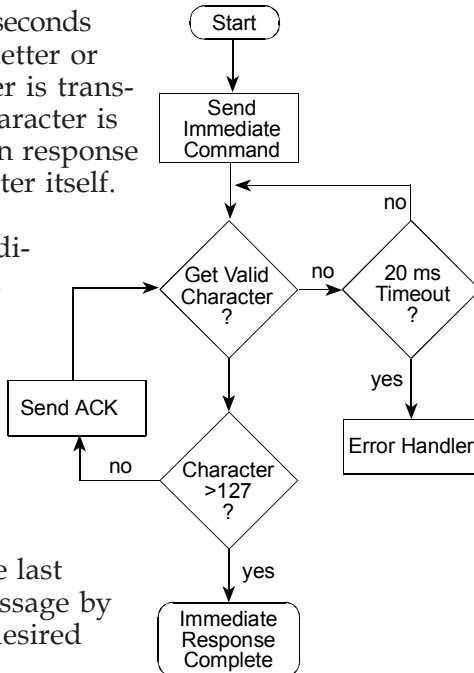 seconds
etter or
er is trans-
aracter is
n response
ter itself.
di-
e last
ssage by
desired
Start
Send
Immediate
Command
no
Get Valid
Character
?
no
20 ms
Timeout
?
yes
Send ACK
Error Handler
no
Character
>127
?
yes
Immediate
Response
Complete